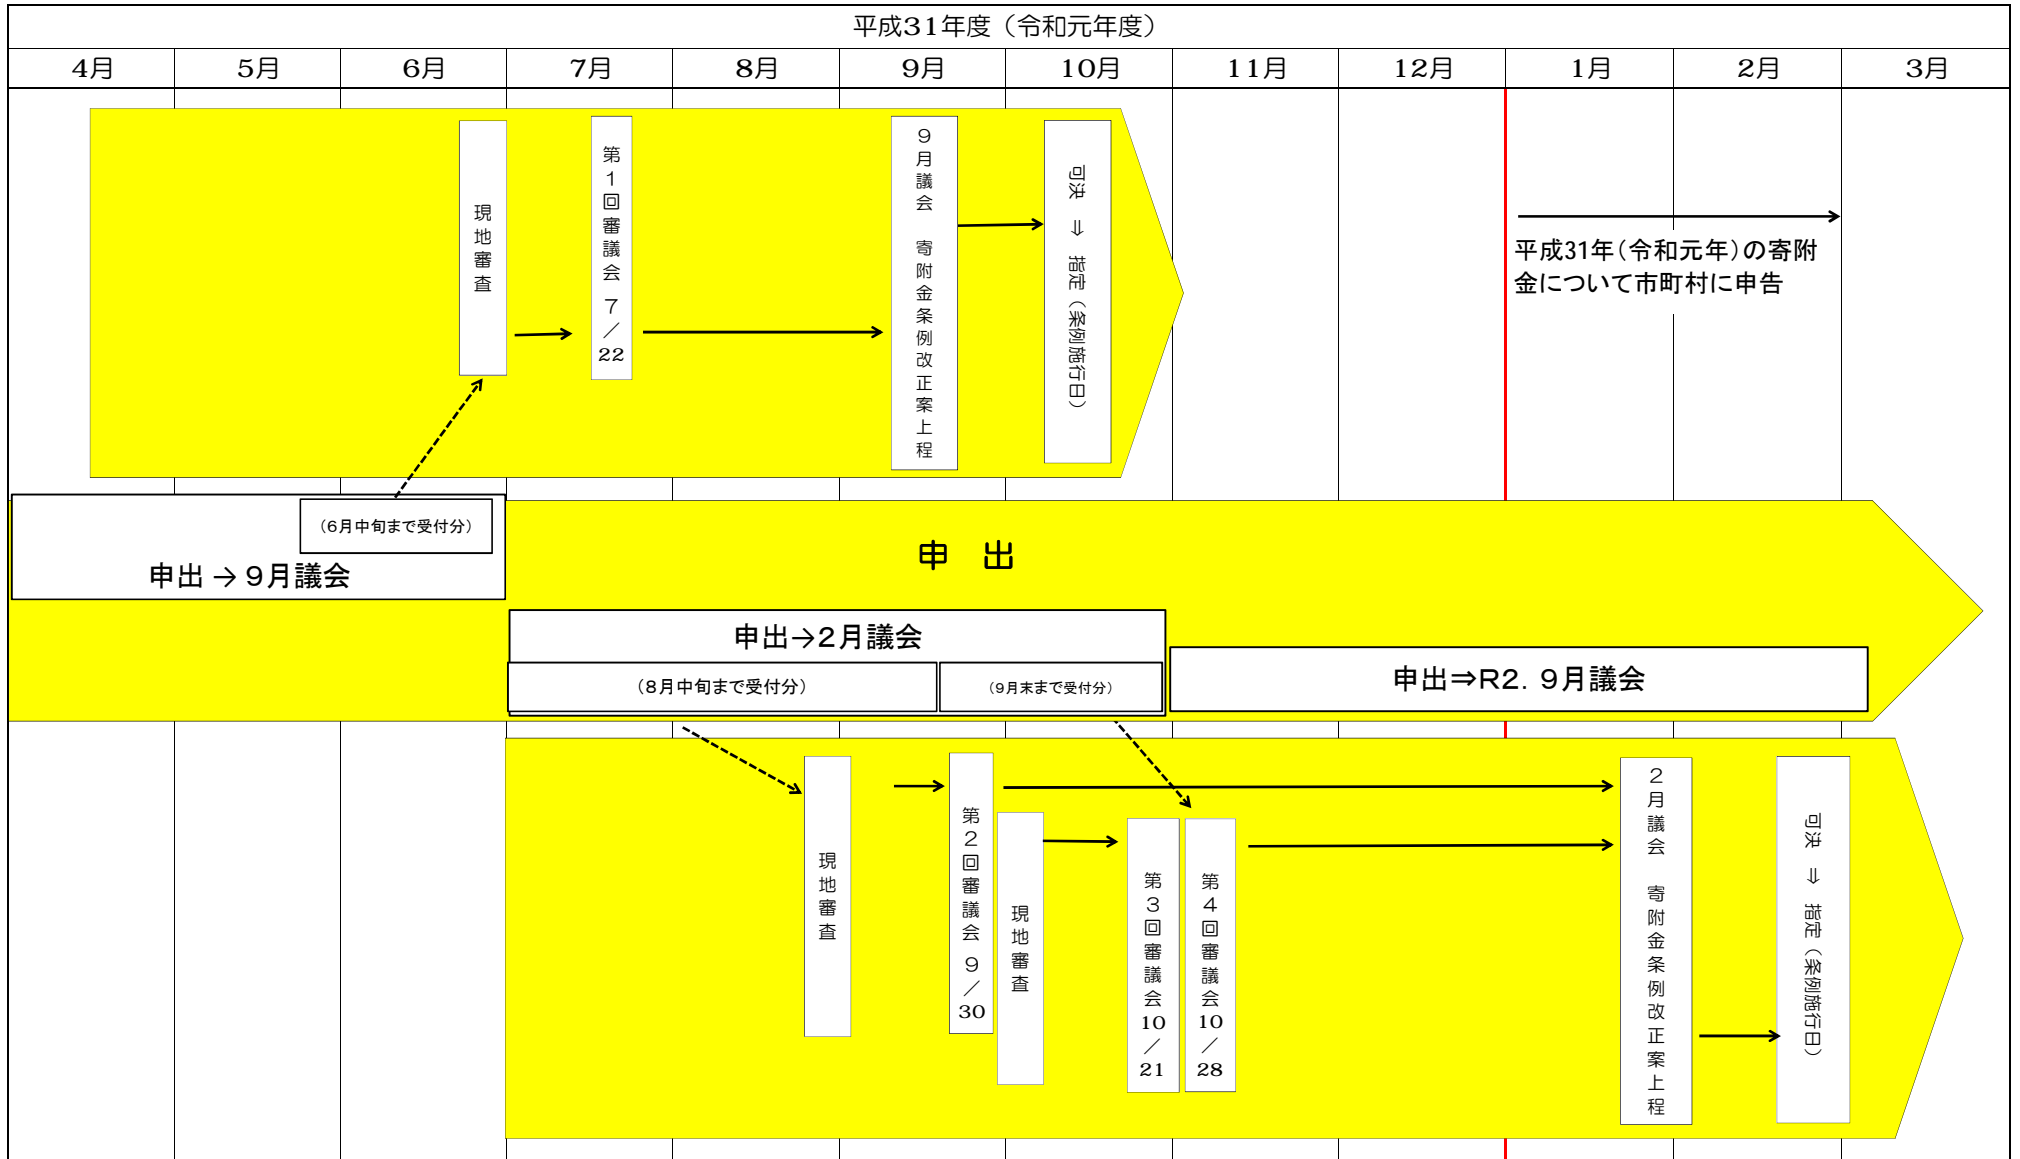 平成31年度（令和元年度）
4月 5月 6月 7月 8月 9月 10月 11月 12月 1月 2月 3月
現地審査
第1回審議会 7／22
9月議会 寄附金条例改正案上程
可決 ⇒ 指定（条例施行日）
平成31年（令和元年）の寄附
金について市町村に申告
（6月中旬まで受付分）
申出 → 9月議会
申 出
申出→2月議会
（8月中旬まで受付分）
（9月末まで受付分）
申出⇒R2．9月議会
現地審査
第2回審議会 9／30
現地審査
第3回審議会 10／21
第4回審議会 10／28
2月議会 寄附金条例改正案上程
可決 ⇒ 指定（条例施行日）